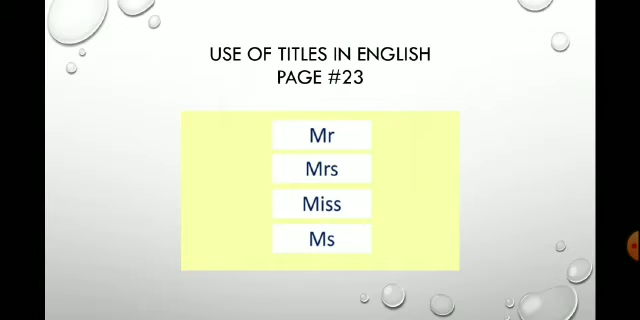 USE OF TITLES IN ENGLISH
PAGE #23
Mr
Mrs
Miss
Ms